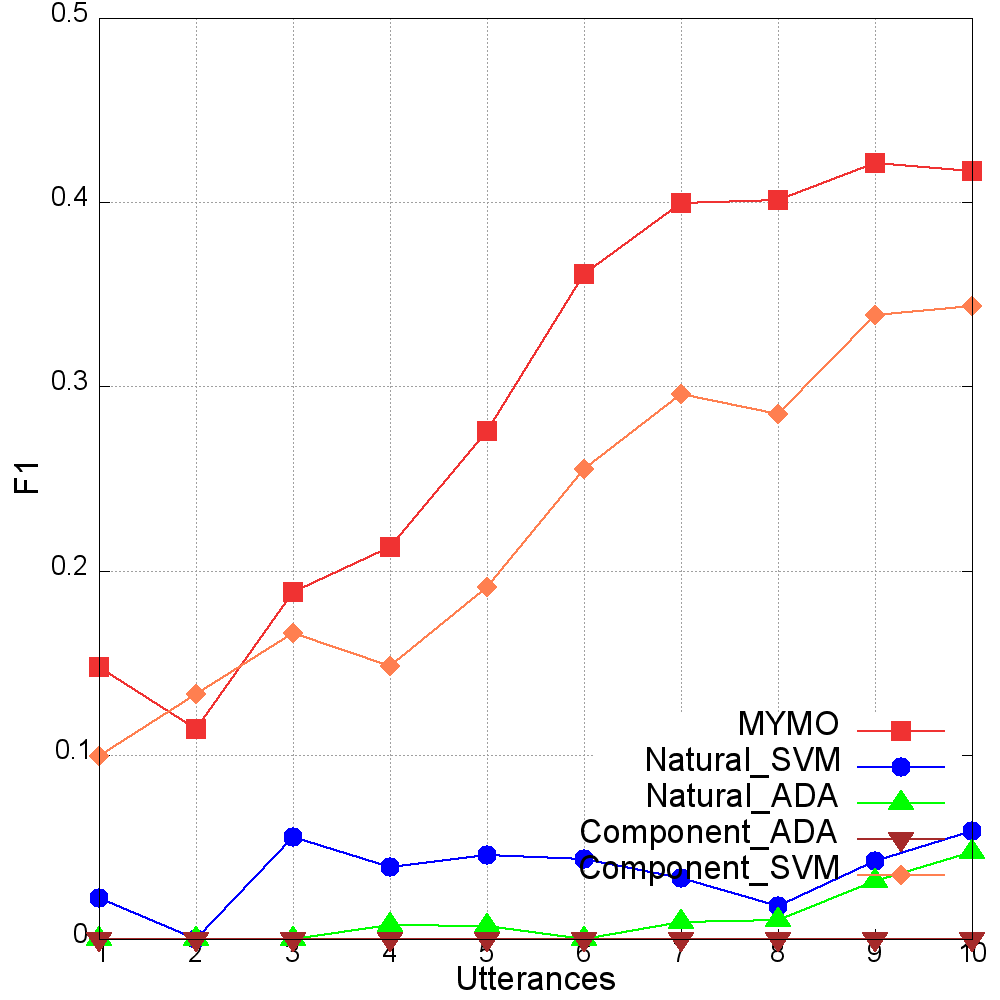 0.5
0.4
0.3
0.2
0.1
0
F1
MYMO
Natural_SVM
Natural_ADA
Component_ADA
Component_SVM
1 2 3 4 5 6 7 8 9 10
Utterances